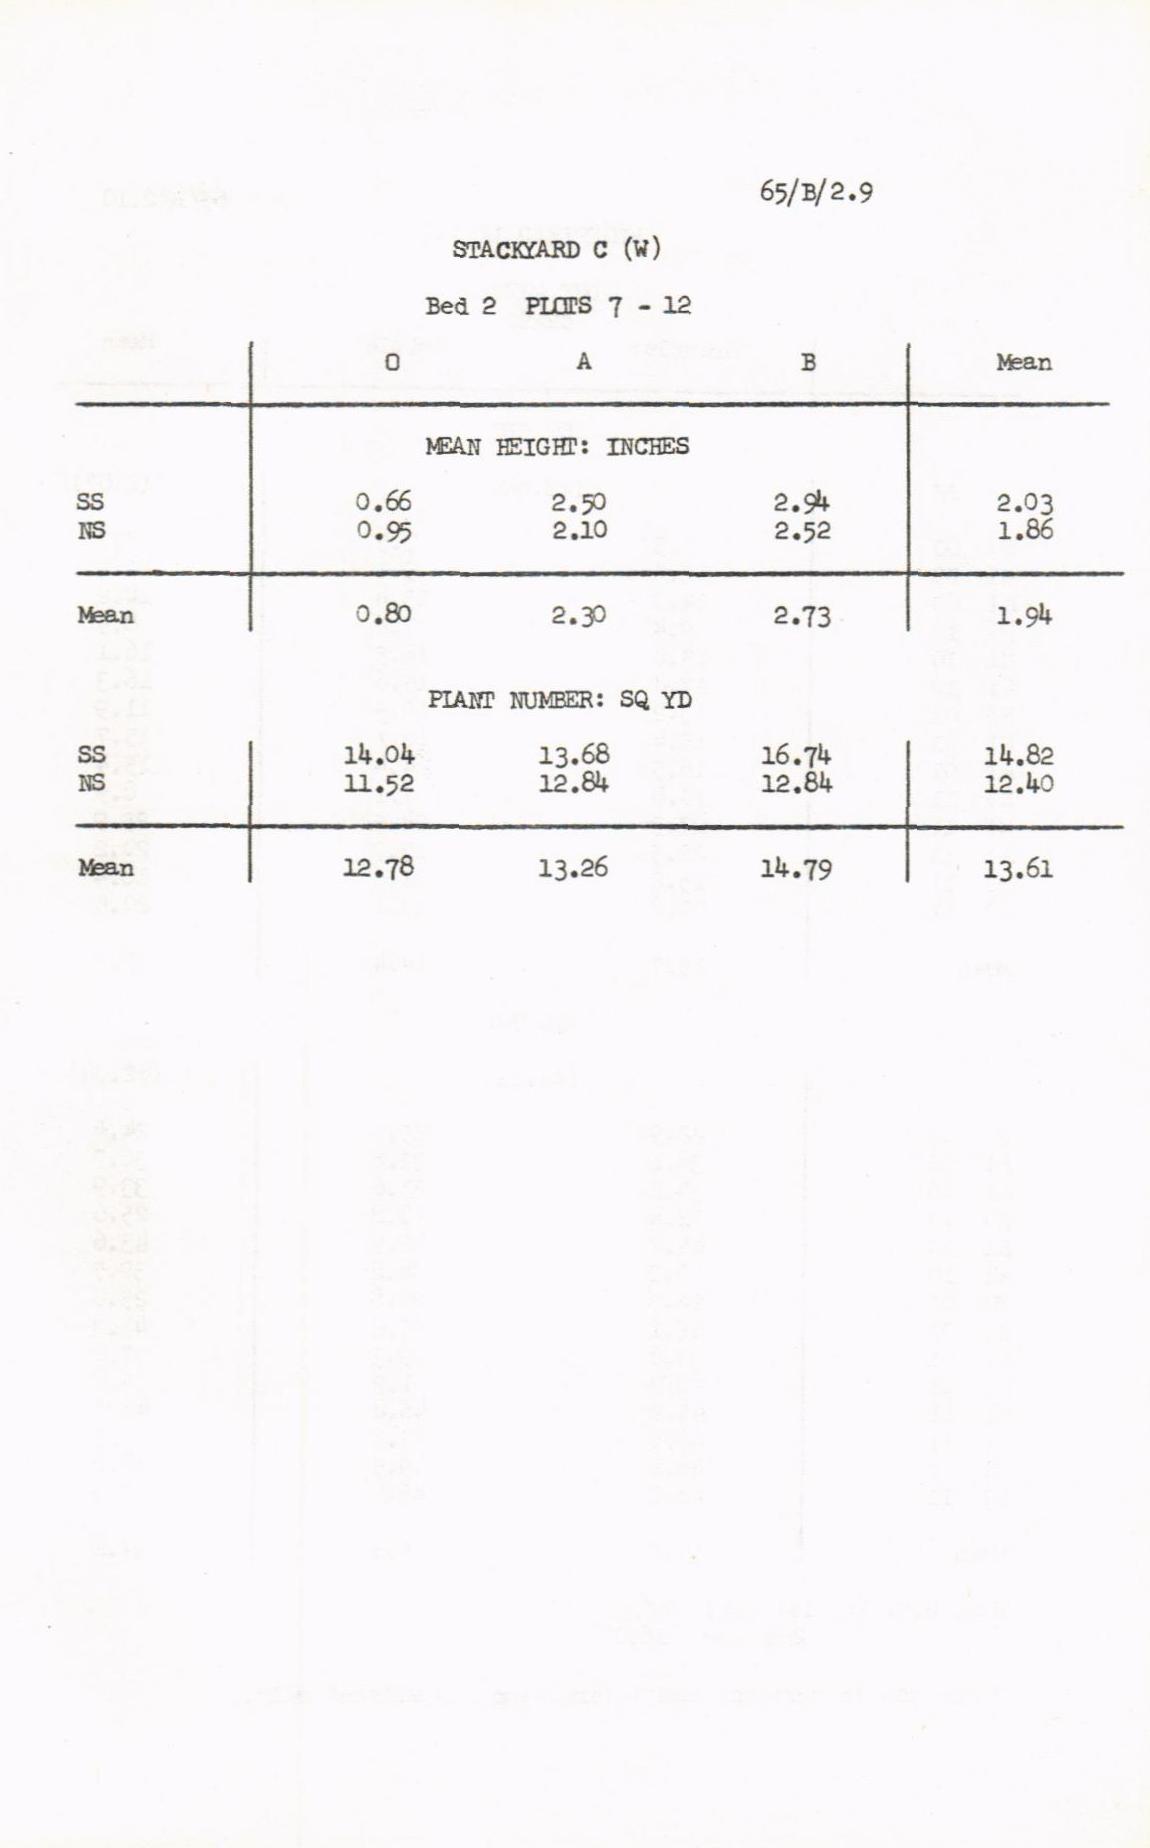 65/B/2.9
STACKYARD C (W)
Bed 2 PLOTS 7 - 12
O A B Mean
MEAN HEIGHT: INCHES
SS 0.66 2.50 2.94 2.03
NS 0.95 2.10 2.52 1.86
Mean 0.80 2.30 2.73 1.94
PLANT NUMBER: SQ YD
SS 14.04 13.68 16.74 14.82
NS 11.52 12.84 12.84 12.40
Mean 12.78 13.26 14.79 13.61